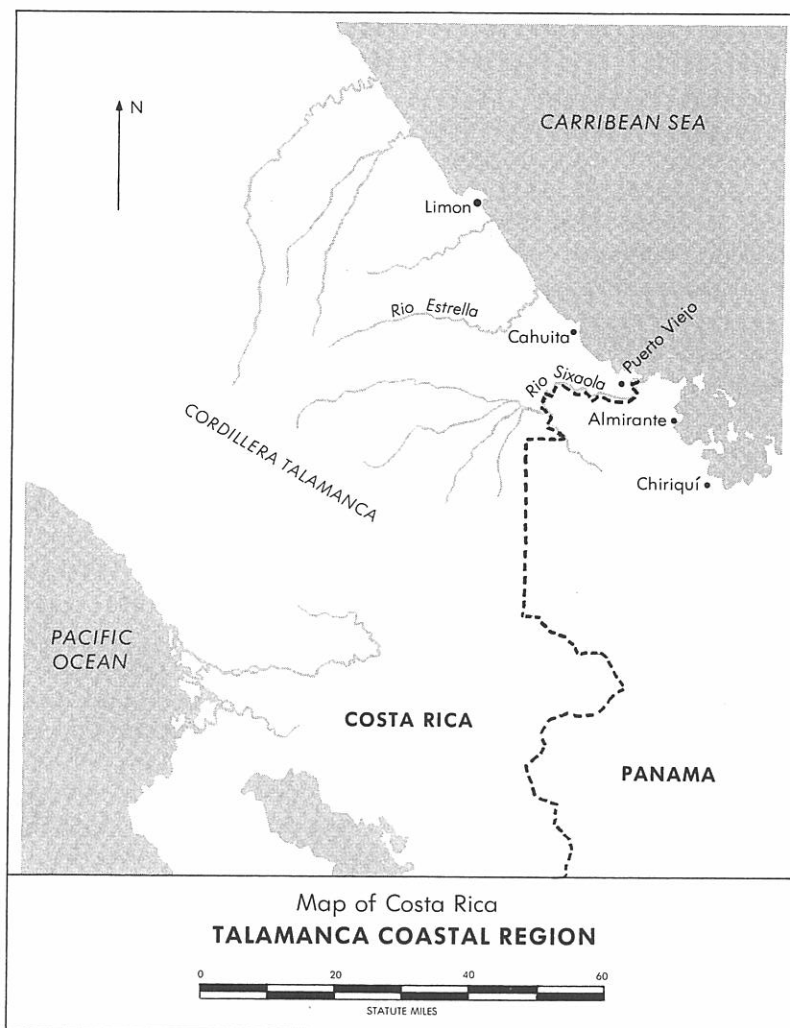 N
CARRIBEAN SEA
Limon
Rio Estrella
Cahuita
Puerto Viejo
Rio Sixaola
Almirante
CORDILLERA TALAMANCA
Chiriquí
PACIFIC
OCEAN
COSTA RICA
PANAMA
Map of Costa Rica
TALAMANCA COASTAL REGION
0 20 40 60
STATUTE MILES